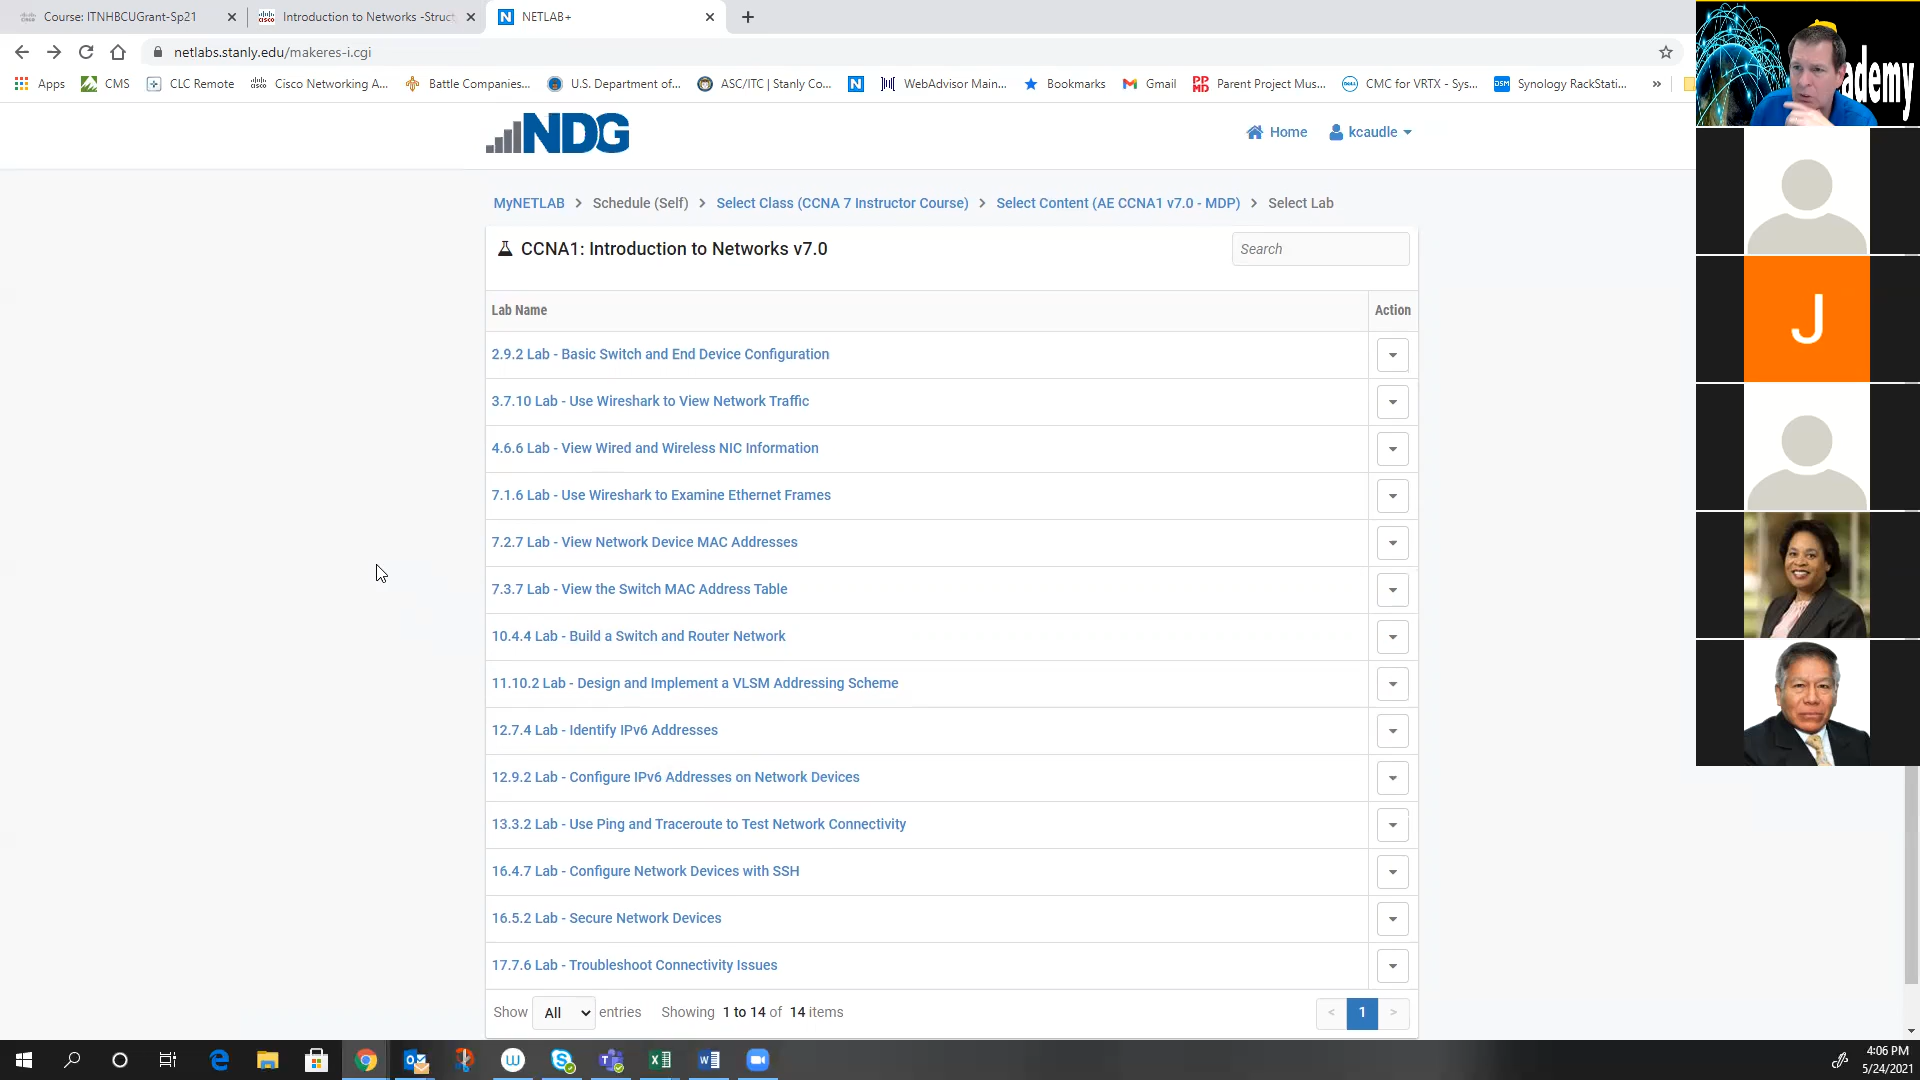 Course: ITNHBCUGrant-Sp21
Introduction to Networks -Struct
NETLAB+
netlabs.stanly.edu/makeres-i.cgi
Apps
CMS
CLC Remote
Cisco Networking A...
Battle Companies...
U.S. Department of...
ASC/ITC | Stanly Co...
WebAdvisor Main...
Bookmarks
Gmail
Parent Project Mus...
CMC for VRTX - Sys...
Synology RackStati...
NDG
Home
kcaudle
MyNETLAB > Schedule (Self) > Select Class (CCNA 7 Instructor Course) > Select Content (AE CCNA1 v7.0 - MDP) > Select Lab
CCNA1: Introduction to Networks v7.0
Search
Lab Name
Action
2.9.2 Lab - Basic Switch and End Device Configuration
3.7.10 Lab - Use Wireshark to View Network Traffic
4.6.6 Lab - View Wired and Wireless NIC Information
7.1.6 Lab - Use Wireshark to Examine Ethernet Frames
7.2.7 Lab - View Network Device MAC Addresses
7.3.7 Lab - View the Switch MAC Address Table
10.4.4 Lab - Build a Switch and Router Network
11.10.2 Lab - Design and Implement a VLSM Addressing Scheme
12.7.4 Lab - Identify IPv6 Addresses
12.9.2 Lab - Configure IPv6 Addresses on Network Devices
13.3.2 Lab - Use Ping and Traceroute to Test Network Connectivity
16.4.7 Lab - Configure Network Devices with SSH
16.5.2 Lab - Secure Network Devices
17.7.6 Lab - Troubleshoot Connectivity Issues
Show All entries Showing 1 to 14 of 14 items
< 1 >
ademy
J
4:06 PM
5/24/2021